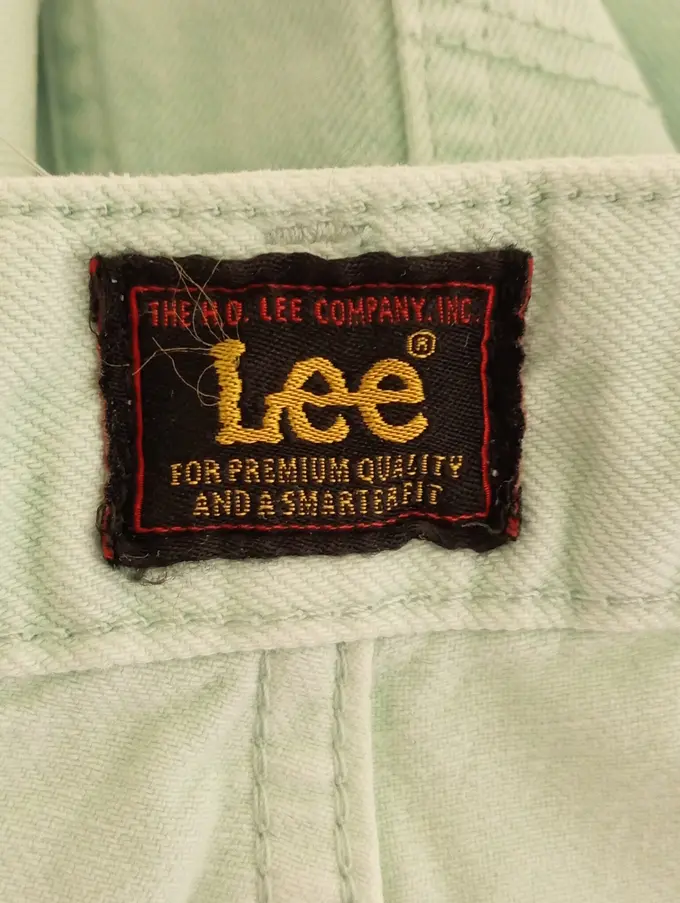 THE H.D. LEE COMPANY, INC.
Lee®
FOR PREMIUM QUALITY
AND A SMARTER FIT